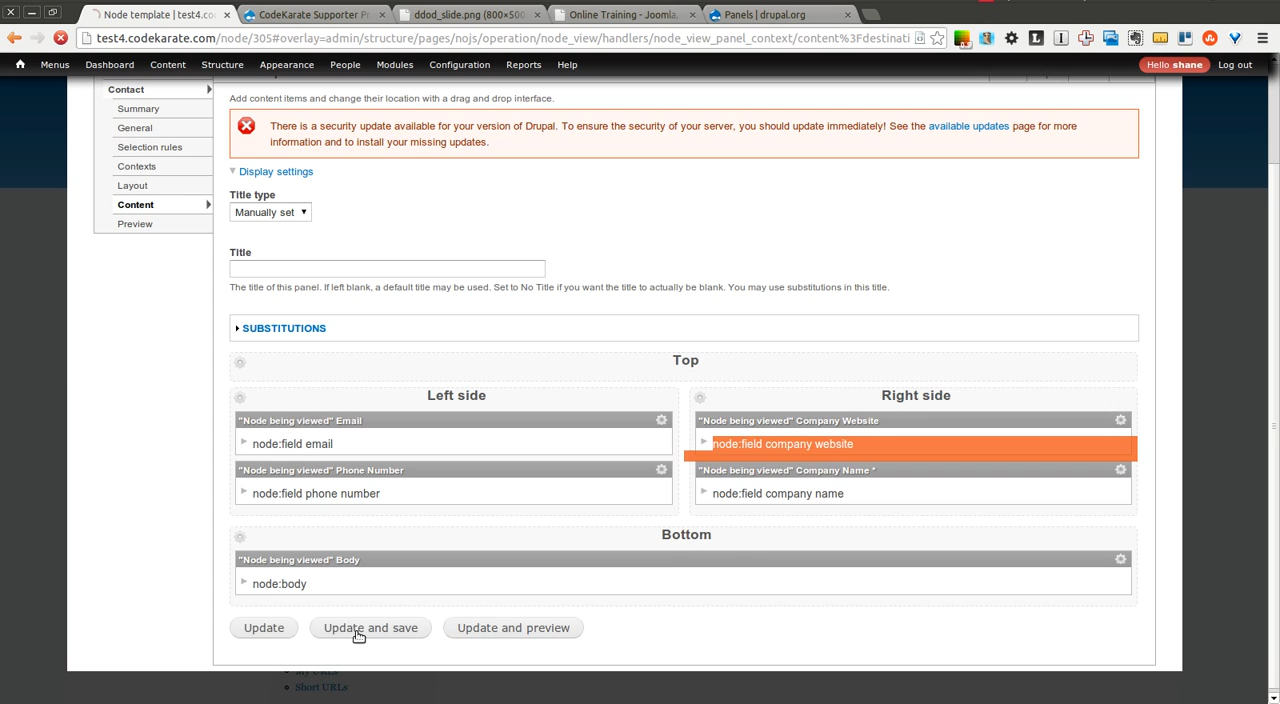 Node template | test4.co
CodeKarate Supporter Pr
ddod_slide.png (800×500
Online Training - Joomla,
Panels | drupal.org
test4.codekarate.com/node/305#overlay=admin/structure/pages/nojs/operation/node_view/handlers/node_view_panel_context/content%3Fdestinati
Menus Dashboard Content Structure Appearance People Modules Configuration Reports Help Hello shane Log out
Contact
Summary
General
Selection rules
Contexts
Layout
Content
Preview
Add content items and change their location with a drag and drop interface.
There is a security update available for your version of Drupal. To ensure the security of your server, you should update immediately! See the available updates page for more
information and to install your missing updates.
Display settings
Title type
Manually set
Title
The title of this panel. If left blank, a default title may be used. Set to No Title if you want the title to actually be blank. You may use substitutions in this title.
SUBSTITUTIONS
Top
Left side
"Node being viewed" Email
node:field email
"Node being viewed" Phone Number
node:field phone number
Right side
"Node being viewed" Company Website
node:field company website
"Node being viewed" Company Name *
node:field company name
Bottom
"Node being viewed" Body
node:body
Update Update and save Update and preview
My URLs
Short URLs